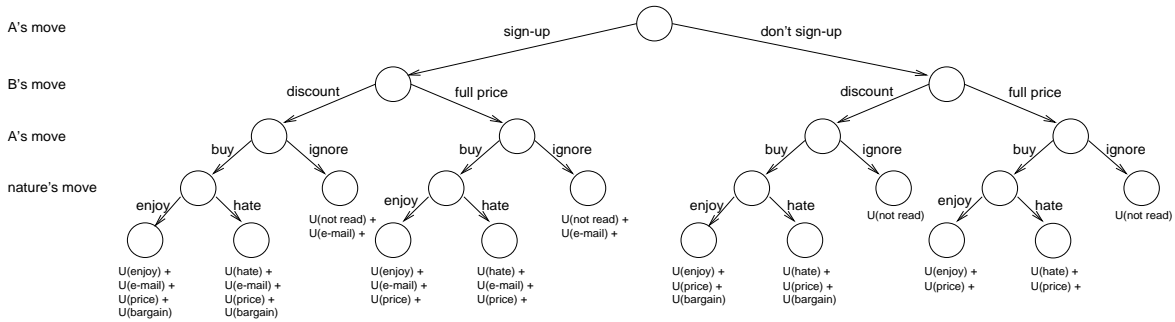 A's move
sign-up
don't sign-up
B's move
discount
full price
discount
full price
A's move
buy
ignore
buy
ignore
buy
ignore
buy
ignore
nature's move
enjoy
hate
U(not read) +
U(e-mail) +
enjoy
hate
U(not read) +
U(e-mail) +
enjoy
hate
U(not read)
enjoy
hate
U(not read)
U(enjoy) +
U(e-mail) +
U(price) +
U(bargain)
U(hate) +
U(e-mail) +
U(price) +
U(bargain)
U(enjoy) +
U(e-mail) +
U(price) +
U(hate) +
U(e-mail) +
U(price) +
U(enjoy) +
U(price) +
U(bargain)
U(hate) +
U(price) +
U(bargain)
U(enjoy) +
U(price) +
U(hate) +
U(price) +